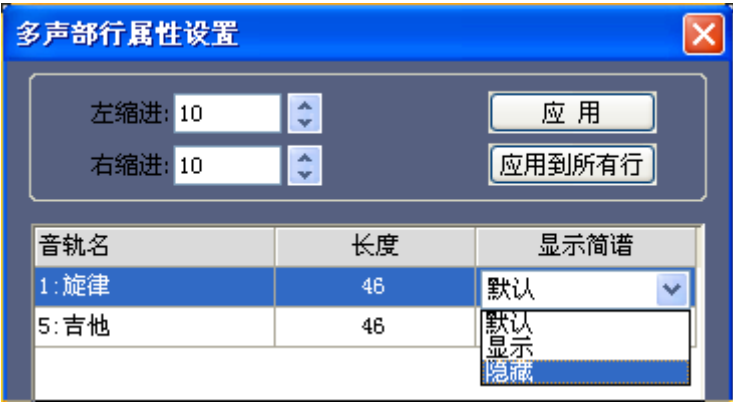 多声部行属性设置
左缩进: 10
应 用
右缩进: 10
应用到所有行
音轨名 长度 显示简谱
1:旋律 46 默认
5:吉他 46 默认
显示
隐藏